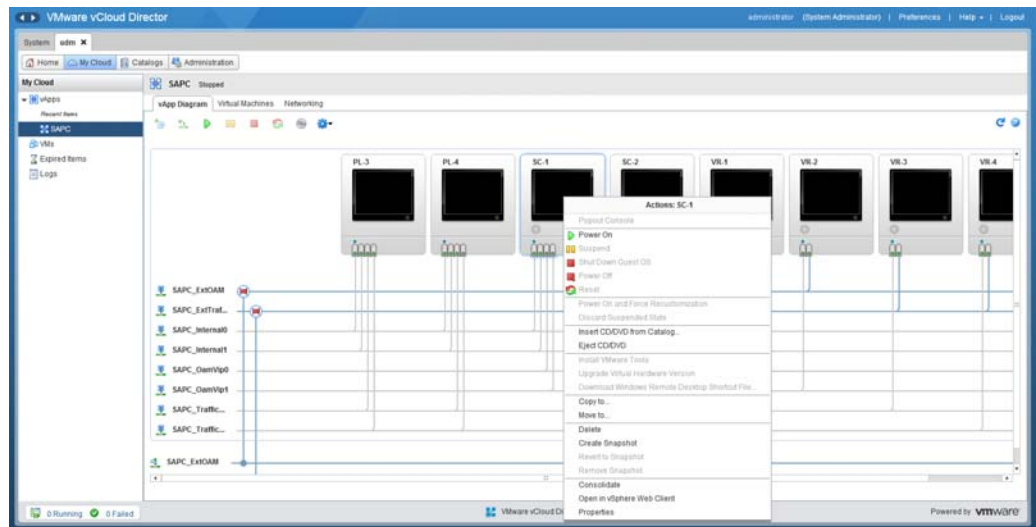 VMware vCloud Director
administrator (System Administrator) | Preferences | Help | Logout
System udm X
Home My Cloud Catalogs Administration
My Cloud
SAPC Stopped
vApps
vApp Diagram Virtual Machines Networking
Recent Items
SAPC
VMs
Expired Items
Logs
PL-3 PL-4 SC-1 SC-2 VR-1 VR-2 VR-3 VR-4
Actions: SC-1
Popout Console
Power On
Suspend
Shut Down Guest OS
Power Off
Reset
Power On and Force Recustomization
Discard Suspended State
Insert CD/DVD from Catalog...
Eject CD/DVD
Install VMware Tools
Upgrade Virtual Hardware Version
Download Windows Remote Desktop Shortcut File...
Copy to...
Move to...
Delete
Create Snapshot
Revert to Snapshot
Remove Snapshot
Consolidate
Open in vSphere Web Client
Properties
SAPC_ExtOAM
SAPC_ExtTraf...
SAPC_Internal0
SAPC_Internal1
SAPC_OamVip0
SAPC_OamVip1
SAPC_Traffic...
SAPC_Traffic...
SAPC_ExtOAM
0 Running 0 Failed
VMware vCloud Di
Powered by vmware